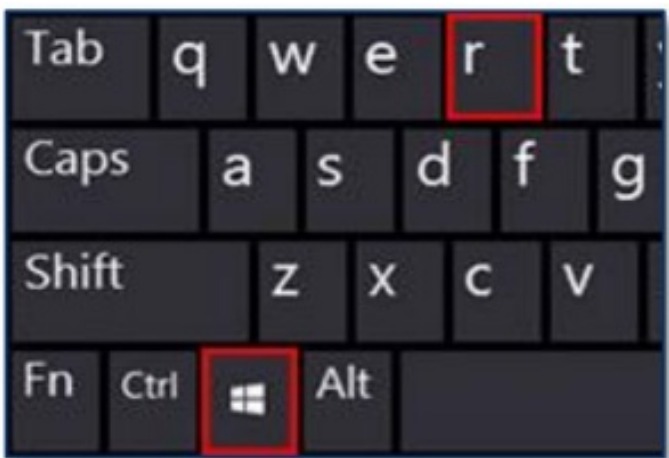 Tab q w e r t
Caps a s d f g
Shift z x c v
Fn Ctrl Alt